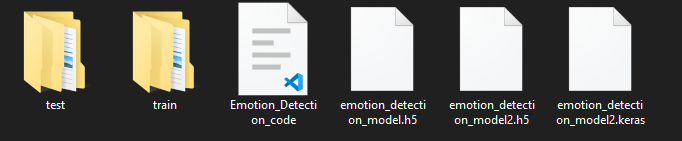 test
train
Emotion_Detecti
on_code
emotion_detecti
on_model.h5
emotion_detecti
on_model2.h5
emotion_detecti
on_model2.keras